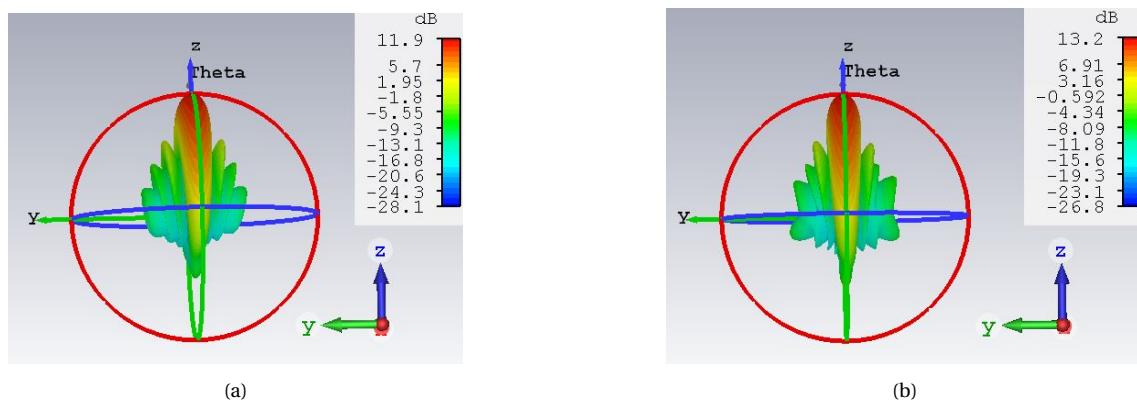 dB
11.9
5.7
1.95
-1.8
-5.55
-9.3
-13.1
-16.8
-20.6
-24.3
-28.1
z
Theta
y
z
y
(a)
dB
13.2
6.91
3.16
-0.592
-4.34
-8.09
-11.8
-15.6
-19.3
-23.1
-26.8
z
Theta
y
z
y
(b)